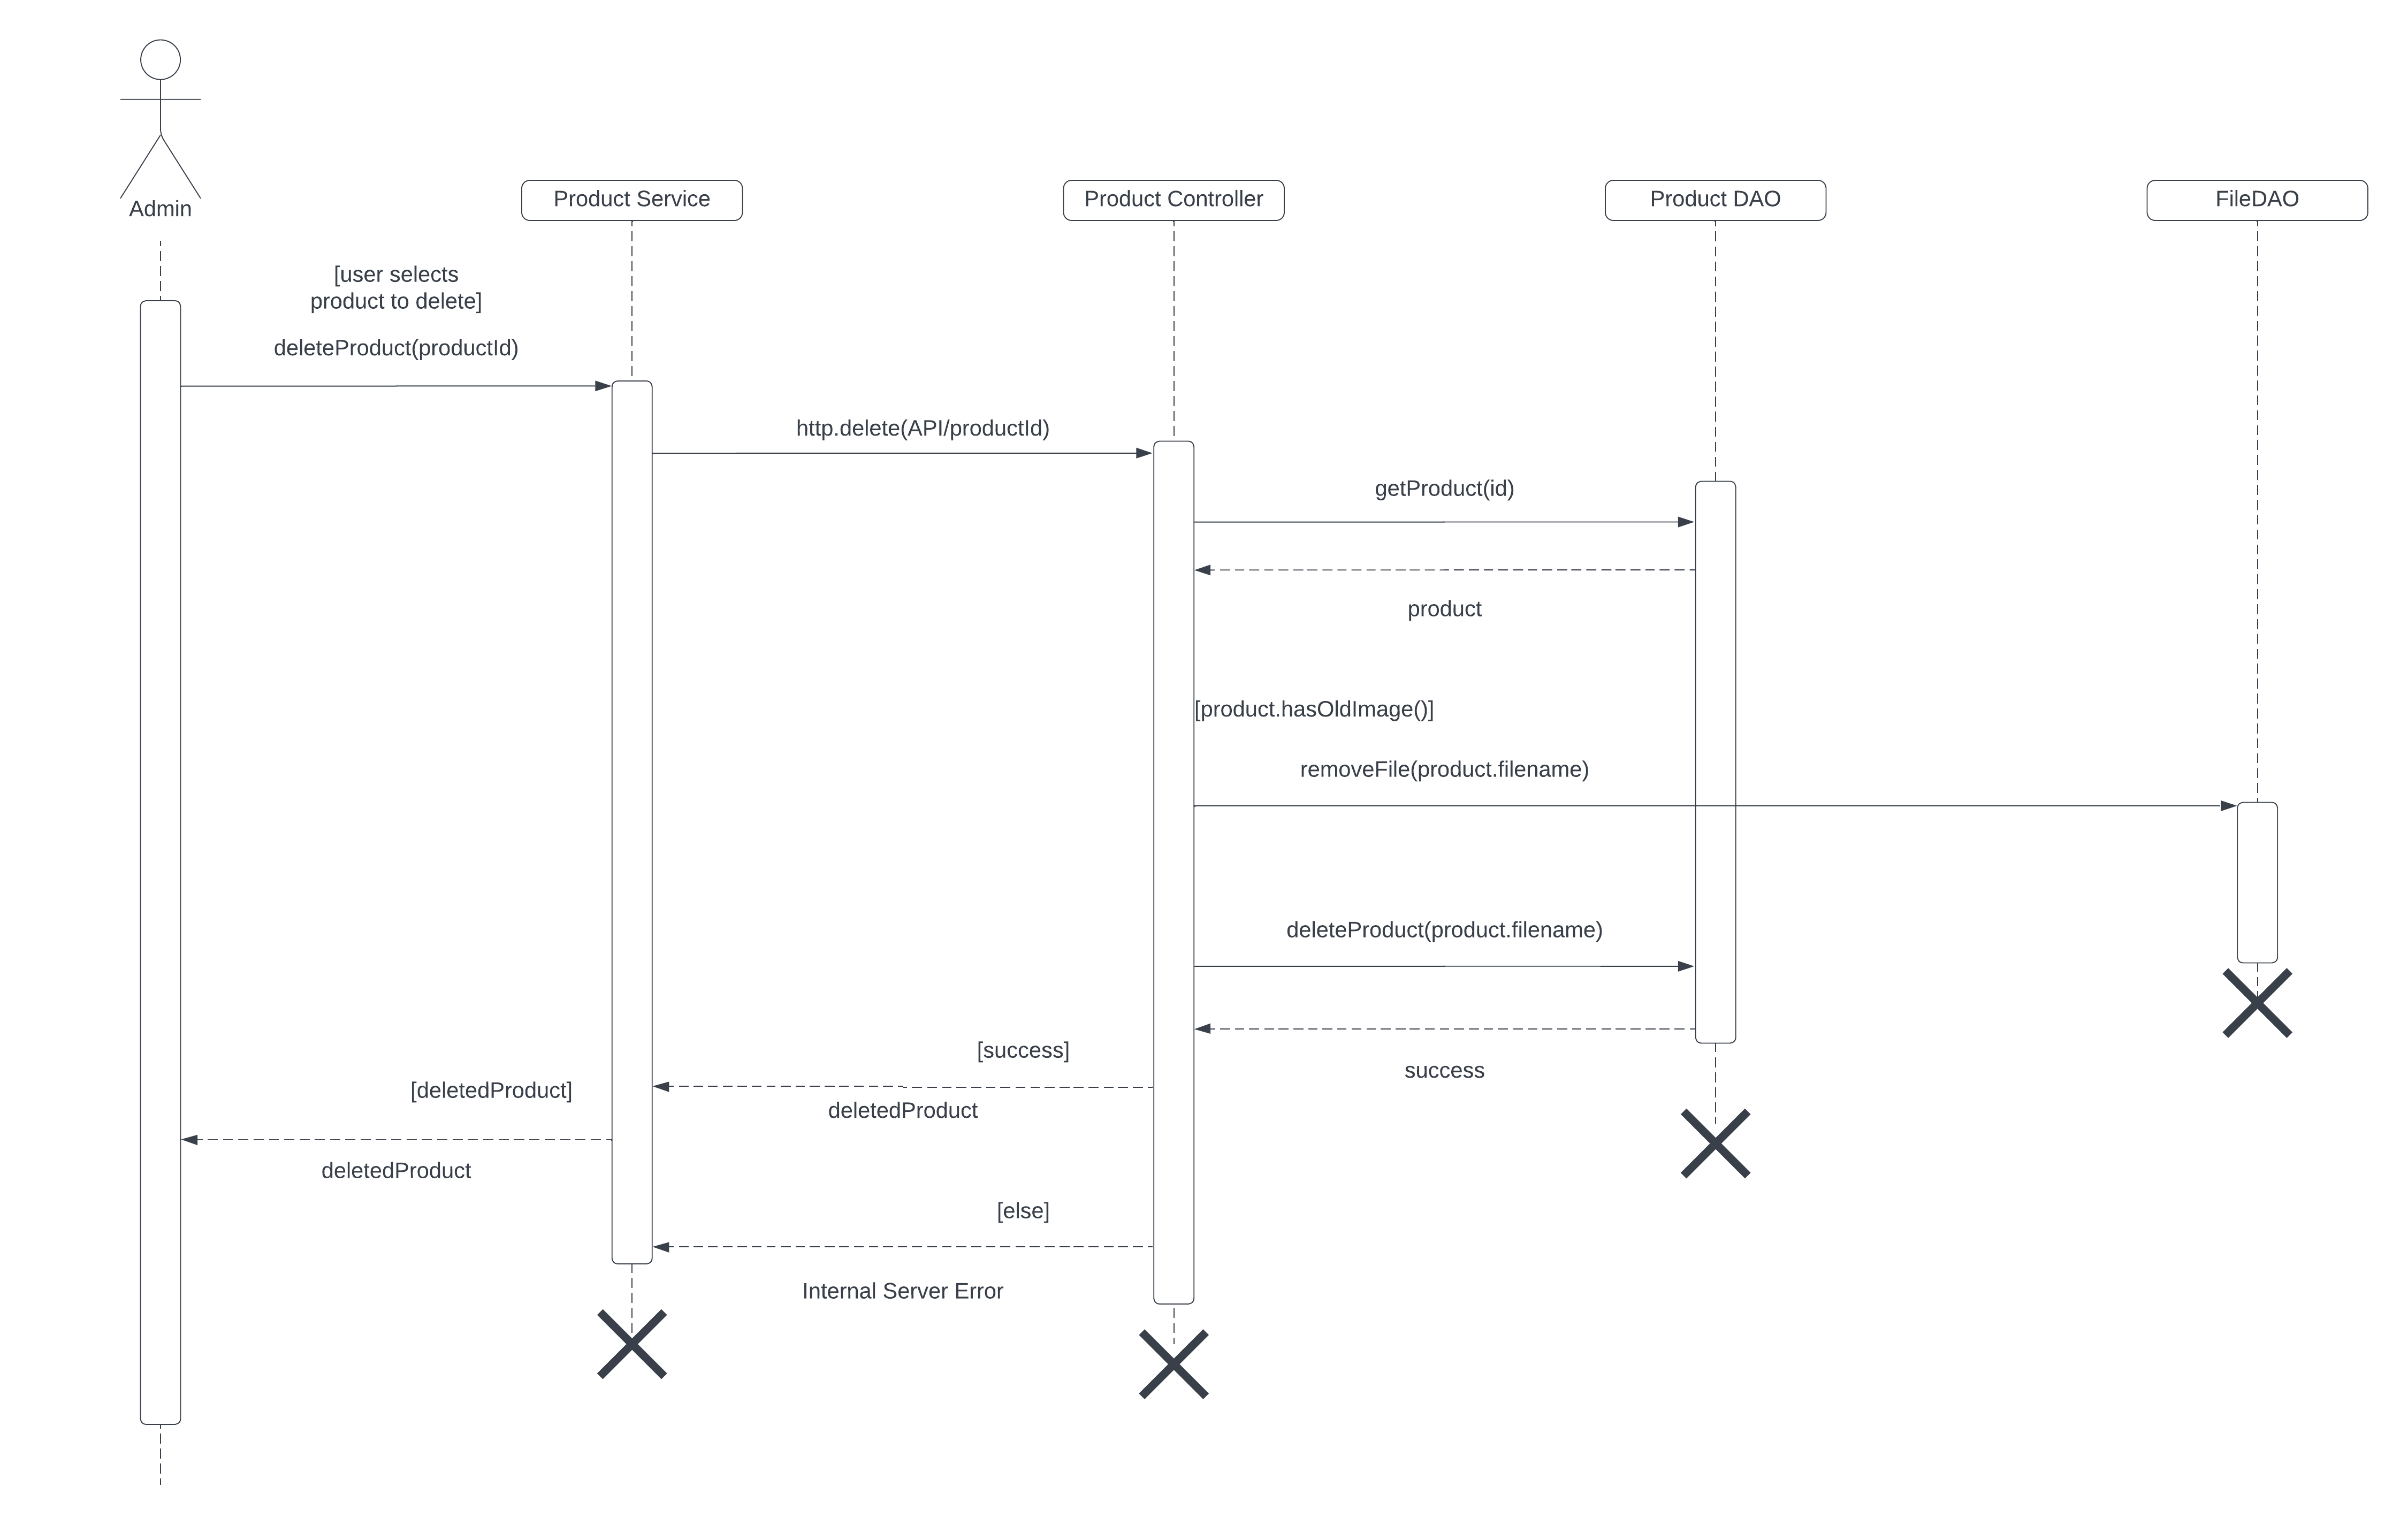 Admin
Product Service
Product Controller
Product DAO
FileDAO
[user selects
product to delete]
deleteProduct(productId)
http.delete(API/productId)
getProduct(id)
product
[product.hasOldImage()]
removeFile(product.filename)
deleteProduct(product.filename)
[success]
success
[deletedProduct]
deletedProduct
deletedProduct
[else]
Internal Server Error